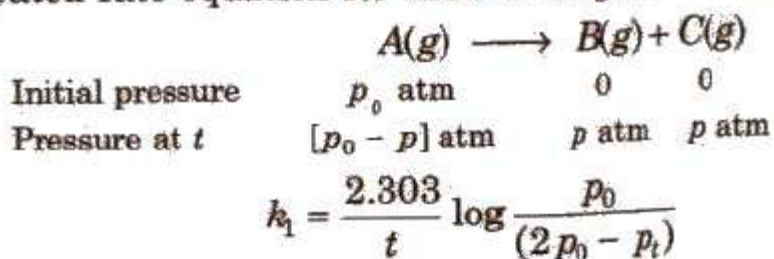 A(g) ⟶ B(g) + C(g)
Initial pressure p₀ atm 0 0
Pressure at t [p₀ − p] atm p atm p atm
k₁ = 2.303/t log p₀/(2p₀ − pₜ)